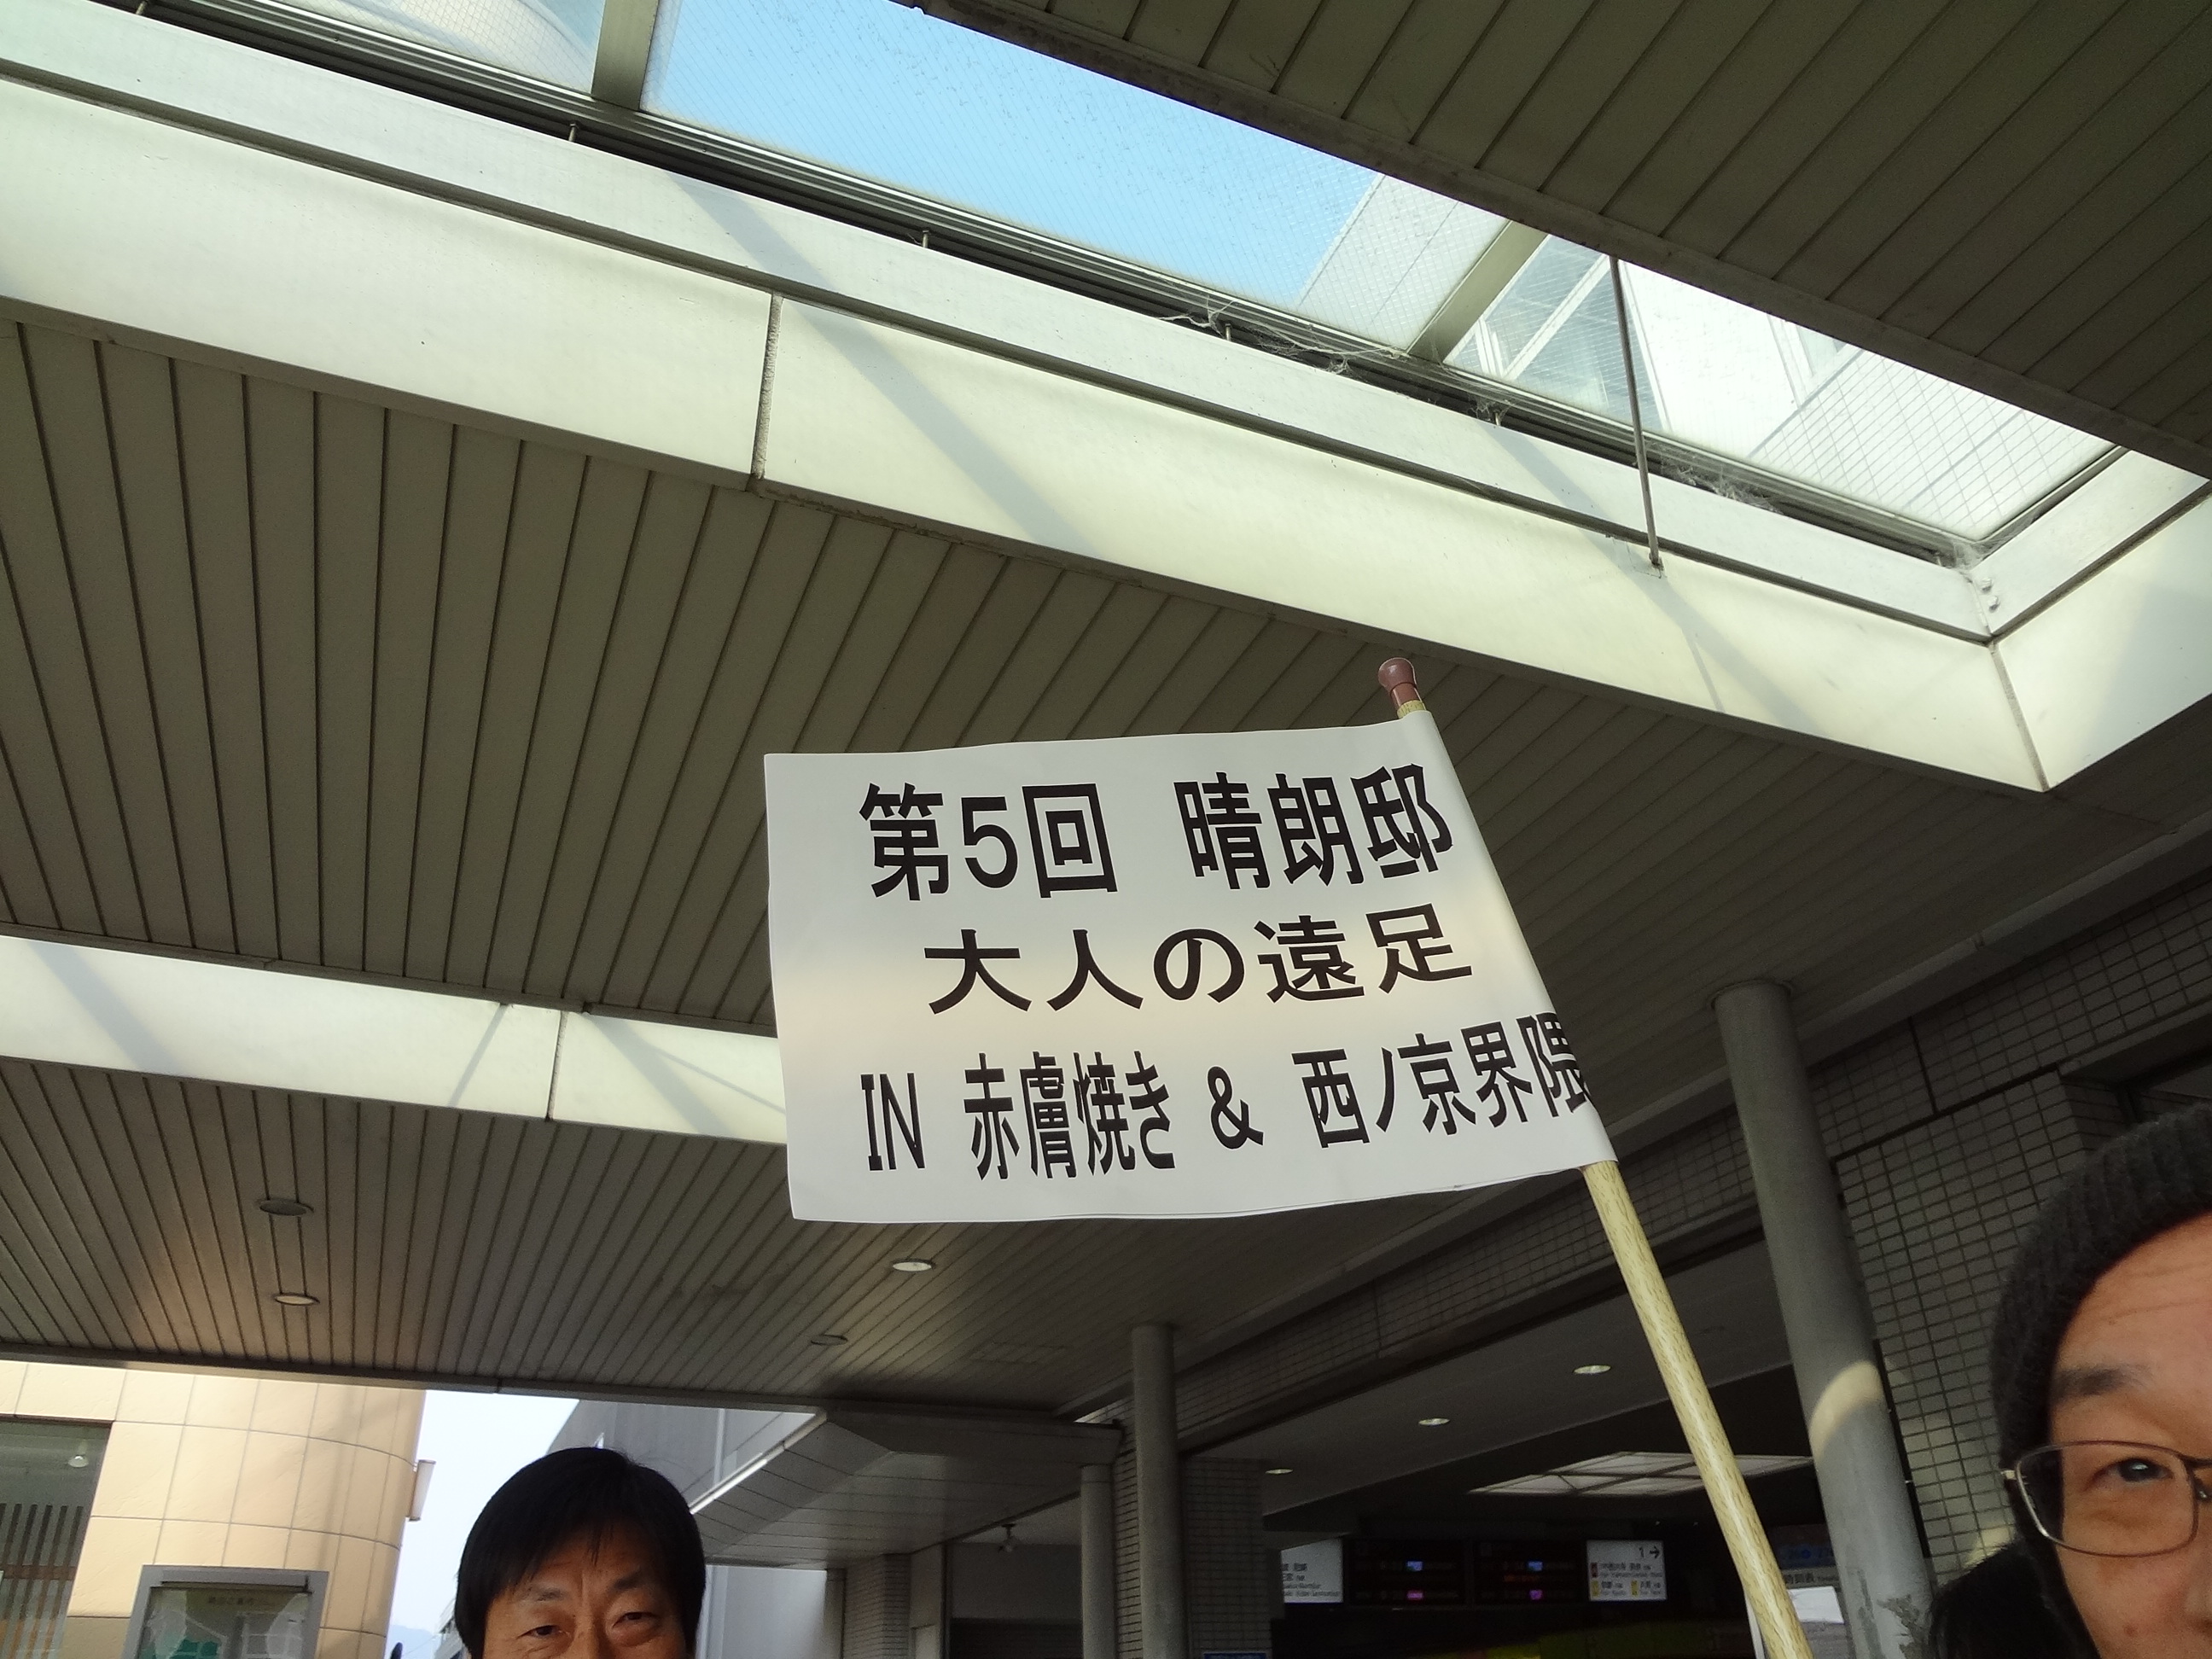 第5回 晴朗邸
大人の遠足
IN 赤膚焼き & 西ノ京界隈
1→